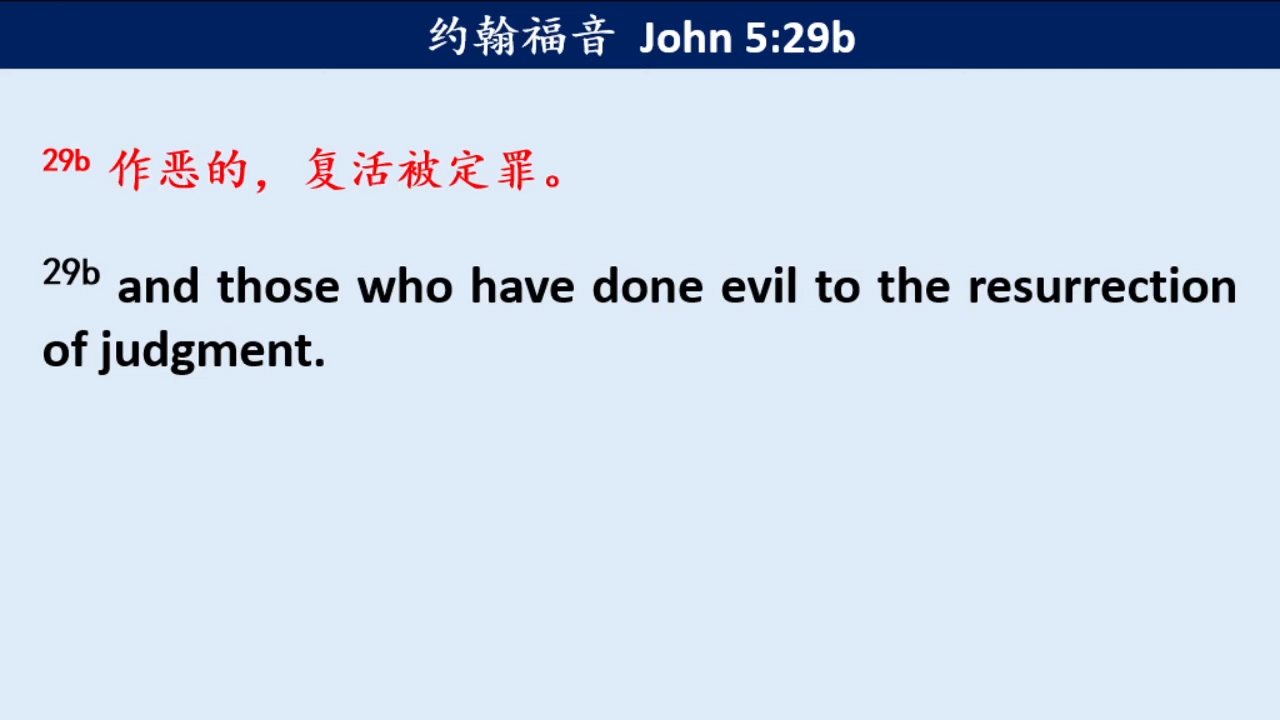 约翰福音 John 5:29b
29b 作恶的，复活被定罪。
29b and those who have done evil to the resurrection
of judgment.